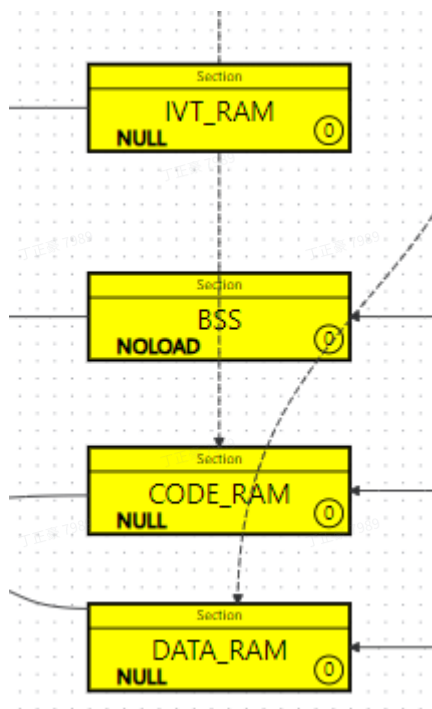 Section
IVT_RAM
NULL
0
Section
BSS
NOLOAD
0
Section
CODE_RAM
NULL
0
Section
DATA_RAM
NULL
0